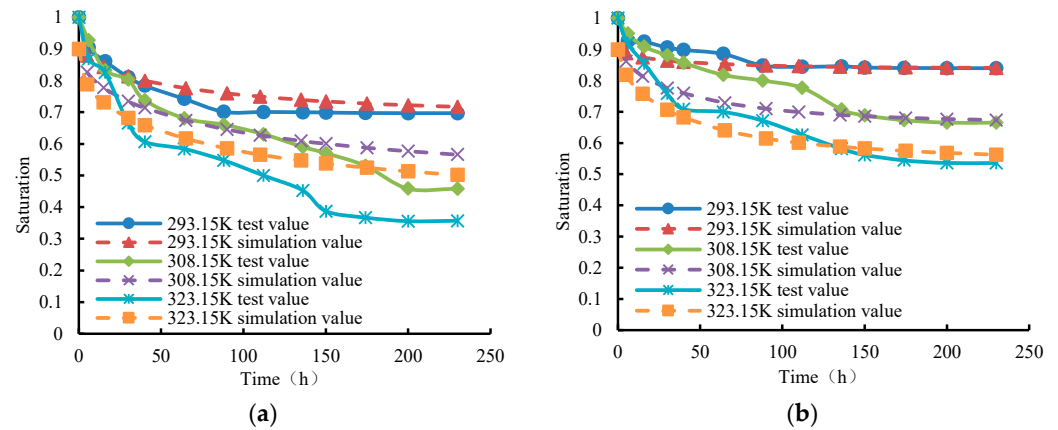 1
0.9
0.8
0.7
0.6
0.5
0.4
0.3
0.2
0.1
0
Saturation
293.15K test value
293.15K simulation value
308.15K test value
308.15K simulation value
323.15K test value
323.15K simulation value
0 50 100 150 200 250
Time（h）
(a)
1
0.9
0.8
0.7
0.6
0.5
0.4
0.3
0.2
0.1
0
Saturation
293.15K test value
293.15K simulation value
308.15K test value
308.15K simulation value
323.15K test value
323.15K simulation value
0 50 100 150 200 250
Time（h）
(b)